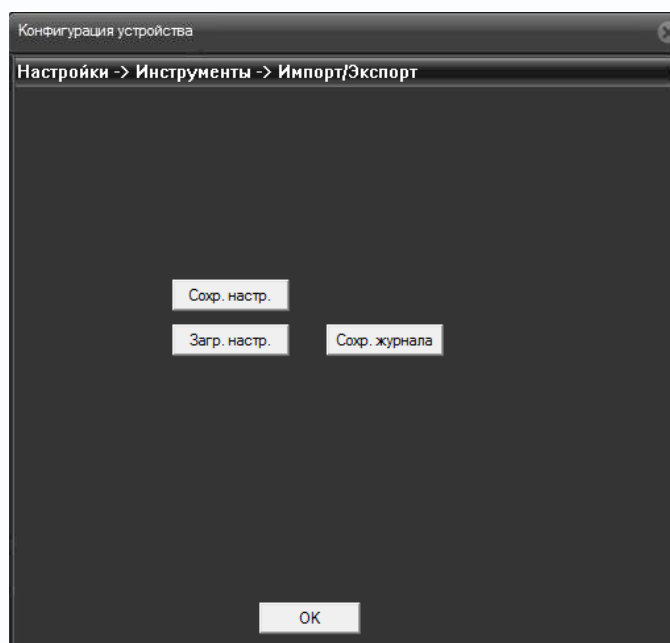 Конфигурация устройства
Настройки -> Инструменты -> Импорт/Экспорт
Сохр. настр.
Загр. настр. Сохр. журнала
OK